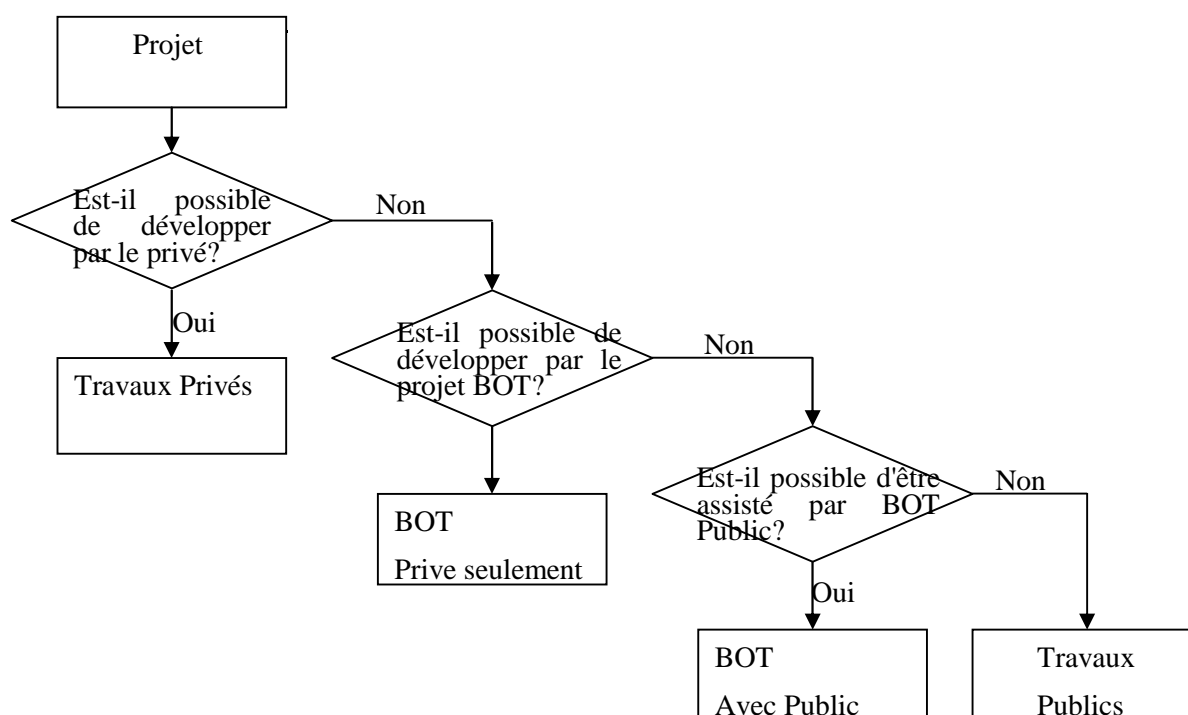 Projet
Est-il possible
de développer
par le privé?
Non
Oui
Travaux Privés
Est-il possible de
développer par le
projet BOT?
Non
BOT
Prive seulement
Est-il possible d'être
assisté par BOT
Public?
Non
Oui
BOT
Avec Public
Travaux
Publics